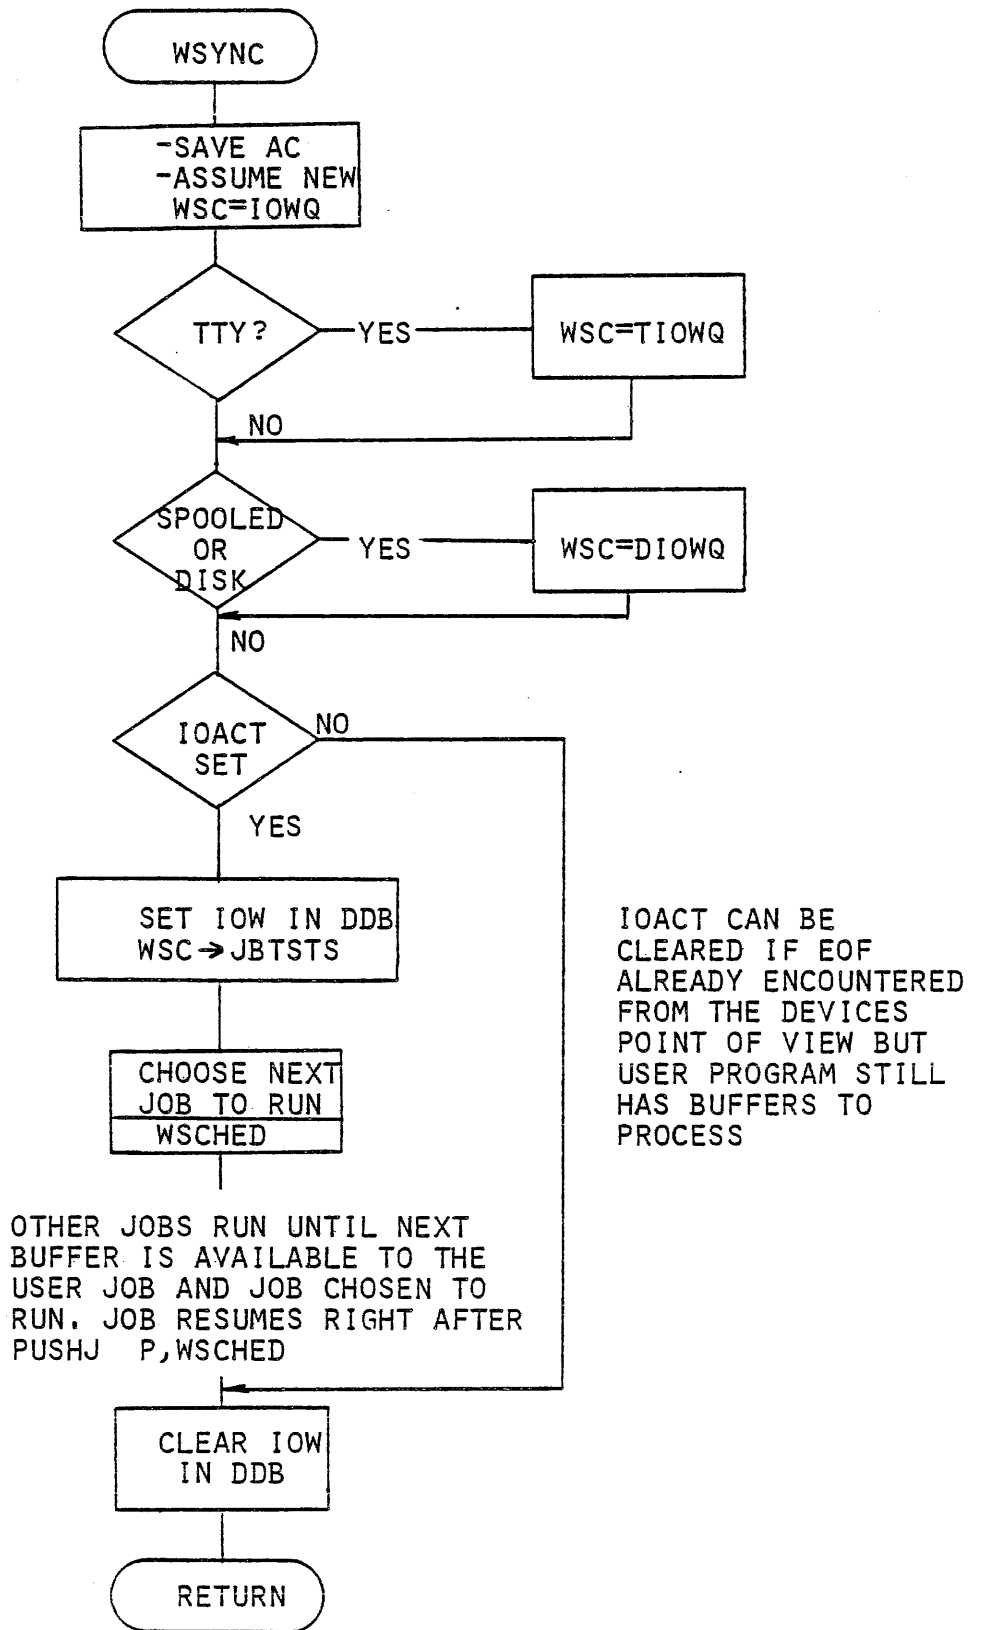 WSYNC
-SAVE AC
-ASSUME NEW
WSC=IOWQ
TTY?
YES
WSC=TIOWQ
NO
SPOOLED
OR
DISK
YES
WSC=DIOWQ
NO
IOACT
SET
NO
YES
SET IOW IN DDB
WSC→JBTSTS
IOACT CAN BE
CLEARED IF EOF
ALREADY ENCOUNTERED
FROM THE DEVICES
POINT OF VIEW BUT
USER PROGRAM STILL
HAS BUFFERS TO
PROCESS
CHOOSE NEXT
JOB TO RUN
WSCHED
OTHER JOBS RUN UNTIL NEXT
BUFFER IS AVAILABLE TO THE
USER JOB AND JOB CHOSEN TO
RUN. JOB RESUMES RIGHT AFTER
PUSHJ P,WSCHED
CLEAR IOW
IN DDB
RETURN